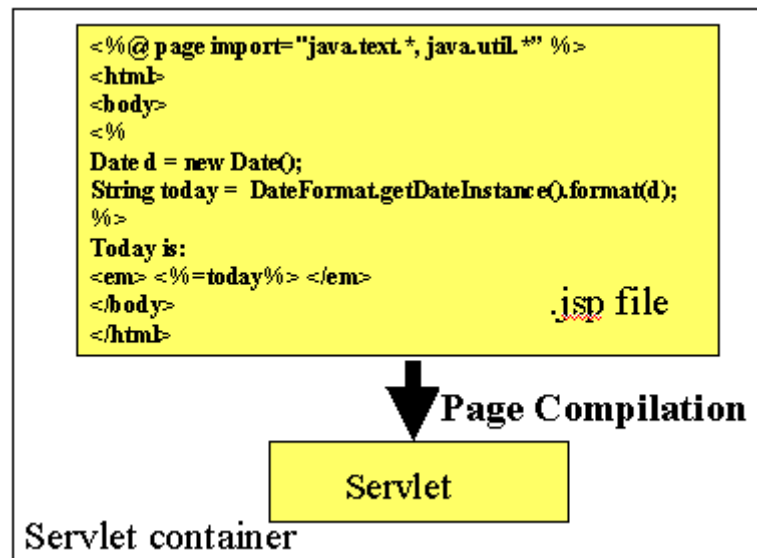 <%@ page import="java.text.*, java.util.*” %>
<html>
<body>
<%
Date d = new Date();
String today = DateFormat.getDateInstance().format(d);
%>
Today is:
<em> <%=today%> </em>
</body>
</html>
.jsp file
Page Compilation
Servlet
Servlet container